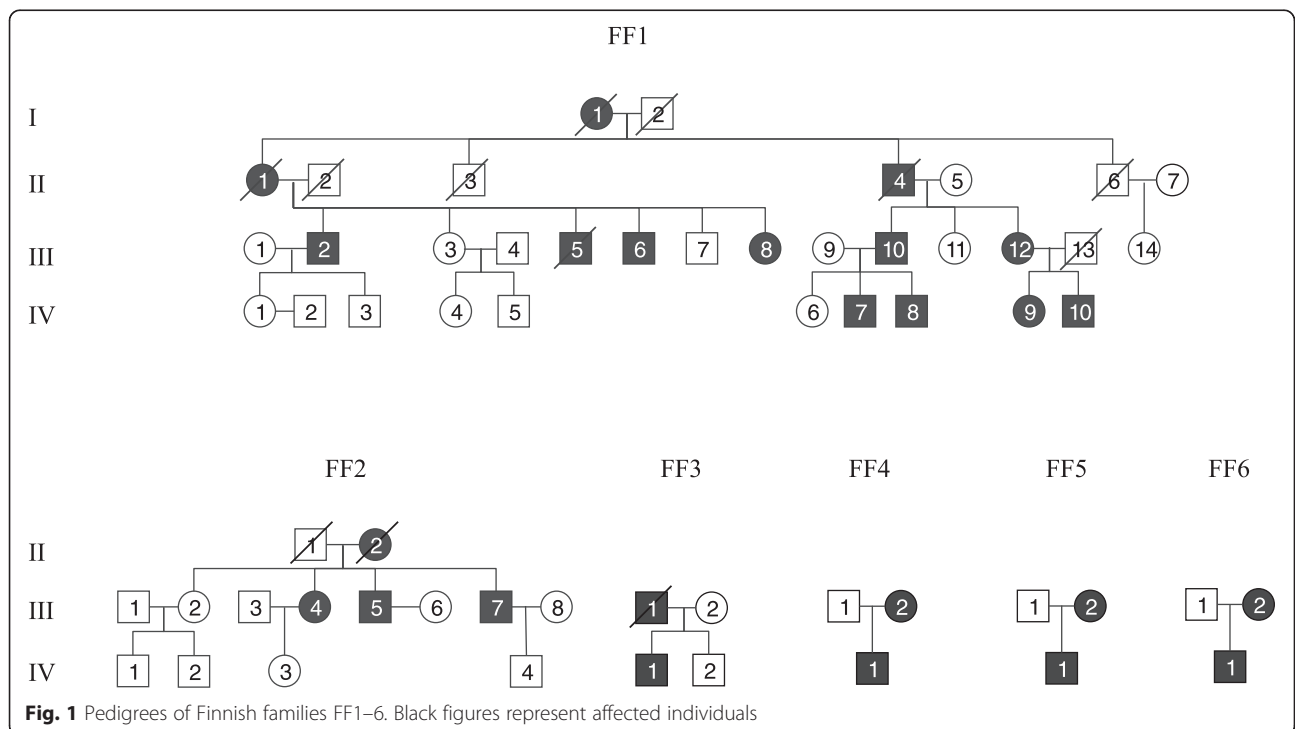 FF1
I 1 2
II 1 2 3 4 5 6 7
III 1 2 3 4 5 6 7 8 9 10 11 12 13 14
IV 1 2 3 4 5 6 7 8 9 10
FF2 FF3 FF4 FF5 FF6
II 1 2
III 1 2 3 4 5 6 7 8 1 2 1 2 1 2 1 2
IV 1 2 3 4 1 2 1 1 1
Fig. 1 Pedigrees of Finnish families FF1–6. Black figures represent affected individuals